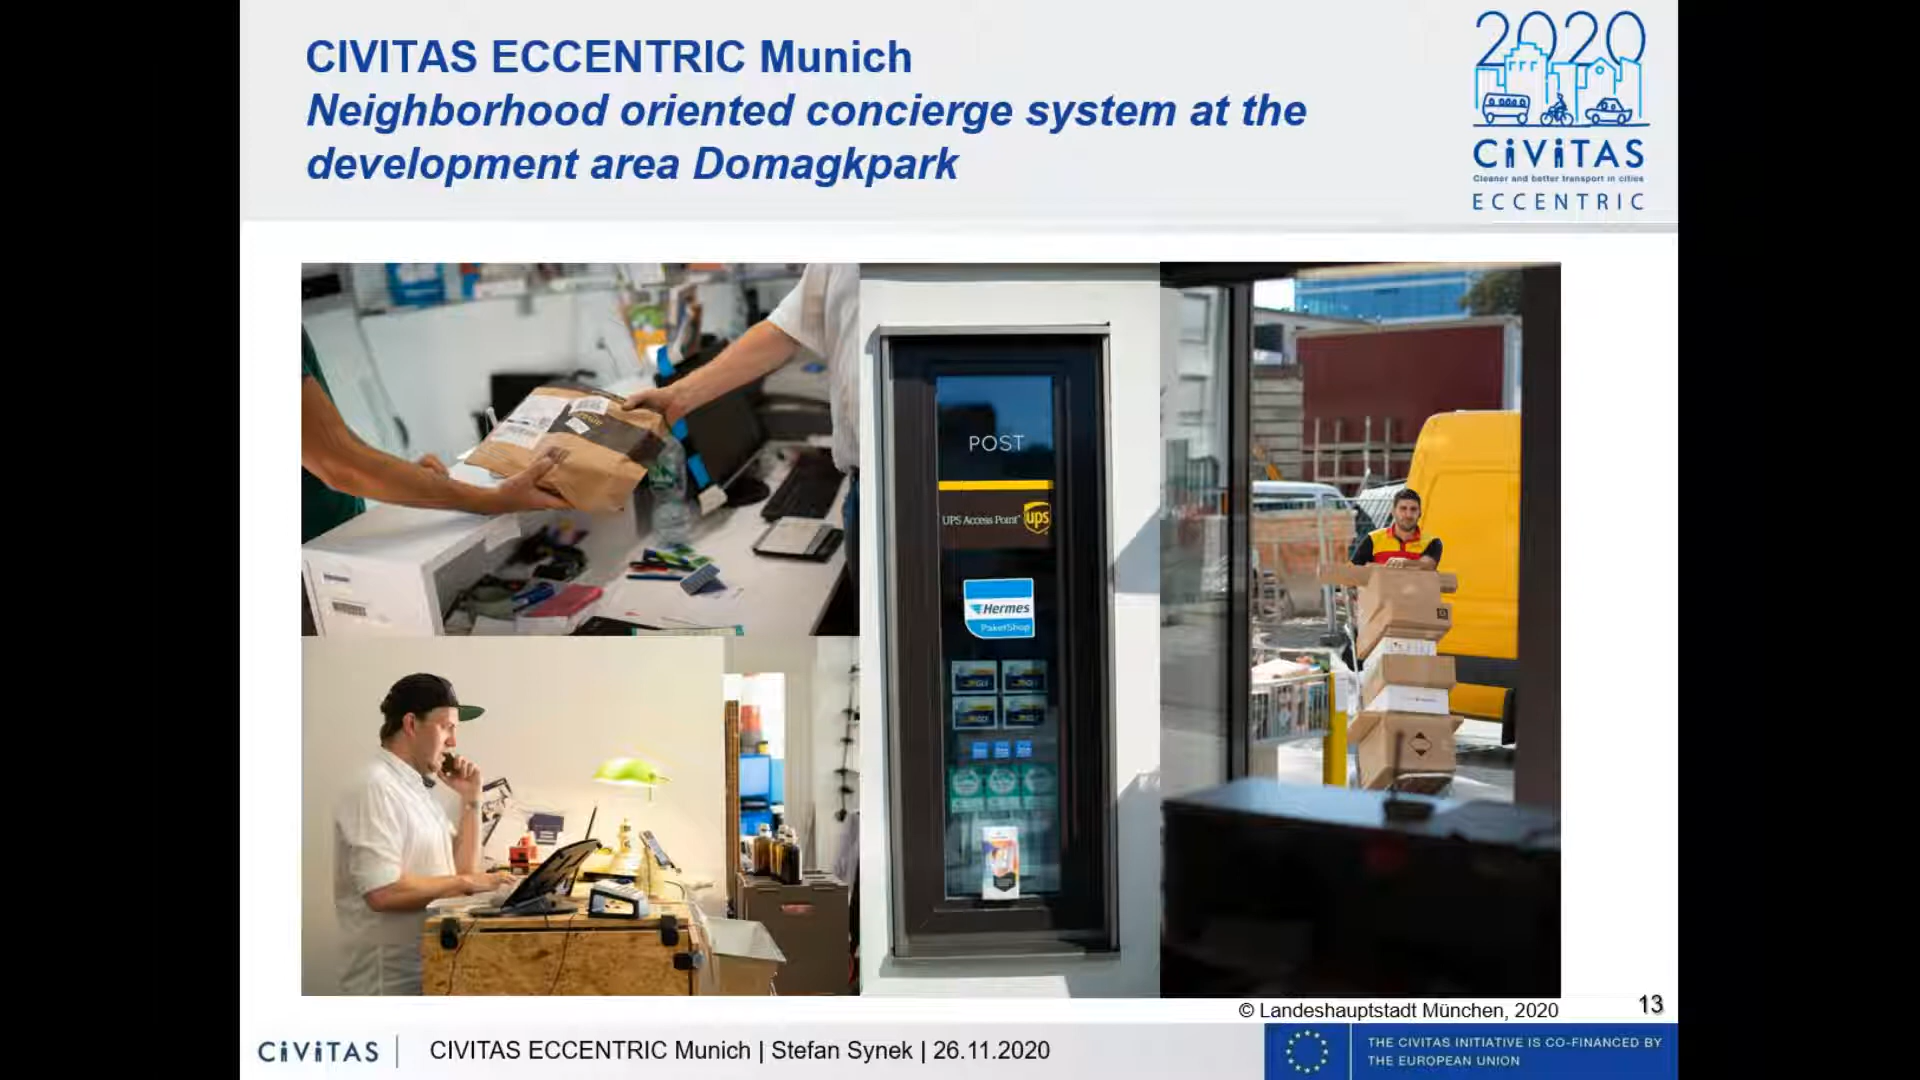 CIVITAS ECCENTRIC Munich
Neighborhood oriented concierge system at the
development area Domagkpark
2020
CiViTAS
Cleaner and better transport in cities
ECCENTRIC
POST
UPS Access Point
ups
Hermes
PaketShop
© Landeshauptstadt München, 2020
13
CiViTAS
CIVITAS ECCENTRIC Munich | Stefan Synek | 26.11.2020
THE CIVITAS INITIATIVE IS CO-FINANCED BY
THE EUROPEAN UNION